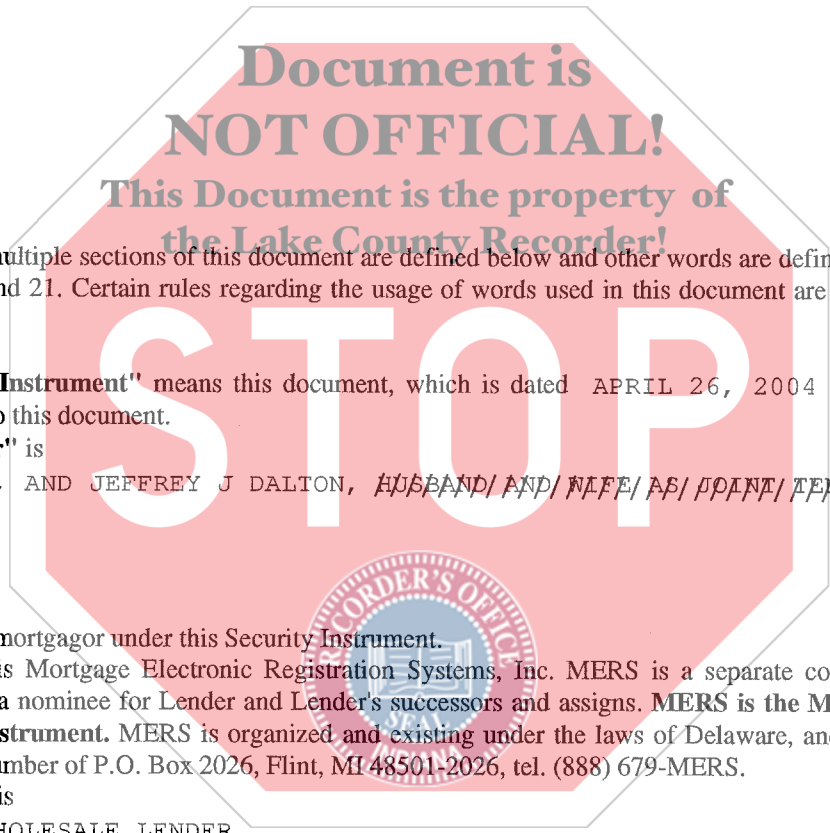 Document is
NOT OFFICIAL!
This Document is the property of
the Lake County Recorder!
ultiple sections of this document are defined below and other words are defin
nd 21. Certain rules regarding the usage of words used in this document are
STOP
Instrument" means this document, which is dated APRIL 26, 2004
o this document.
r" is
AND JEFFREY J DALTON, HUSBAND AND WIFE AS JOINT TEN
mortgagor under this Security Instrument.
is Mortgage Electronic Registration Systems, Inc. MERS is a separate co
a nominee for Lender and Lender's successors and assigns. MERS is the M
strument. MERS is organized and existing under the laws of Delaware, and
umber of P.O. Box 2026, Flint, MI 48501-2026, tel. (888) 679-MERS.
is
HOLESALE LENDER
RECORDER'S OFFICE
SEAL
INDIANA